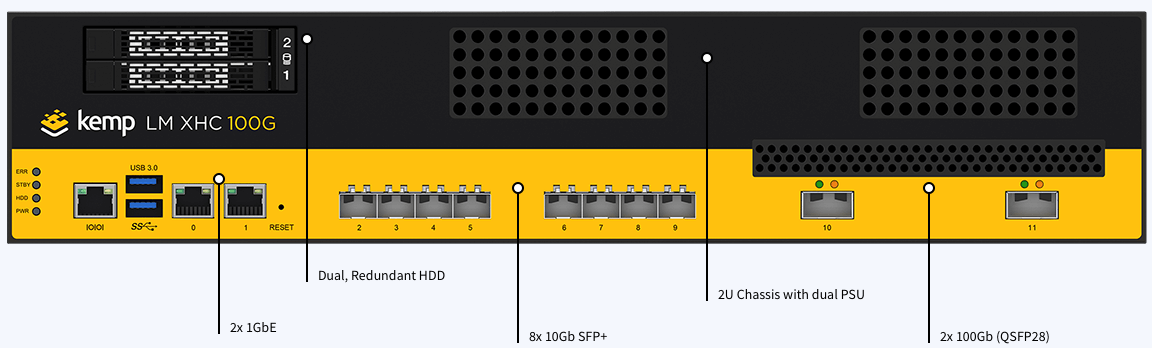 2
1
kemp LM XHC 100G
ERR
STBY
HDD
PWR
USB 3.0
IOIOI
SS
0
1
RESET
2 3 4 5
6 7 8 9
10
11
Dual, Redundant HDD
2U Chassis with dual PSU
2x 1GbE
8x 10Gb SFP+
2x 100Gb (QSFP28)